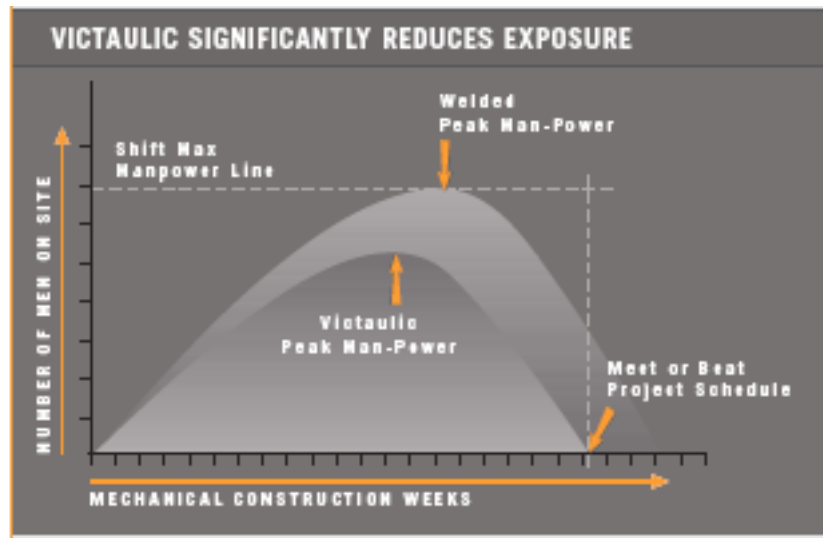 VICTAULIC SIGNIFICANTLY REDUCES EXPOSURE
Welded
Peak Man-Power
Shift Max
Manpower Line
NUMBER OF MEN ON SITE
Victaulic
Peak Man-Power
Meet or Beat
Project Schedule
MECHANICAL CONSTRUCTION WEEKS